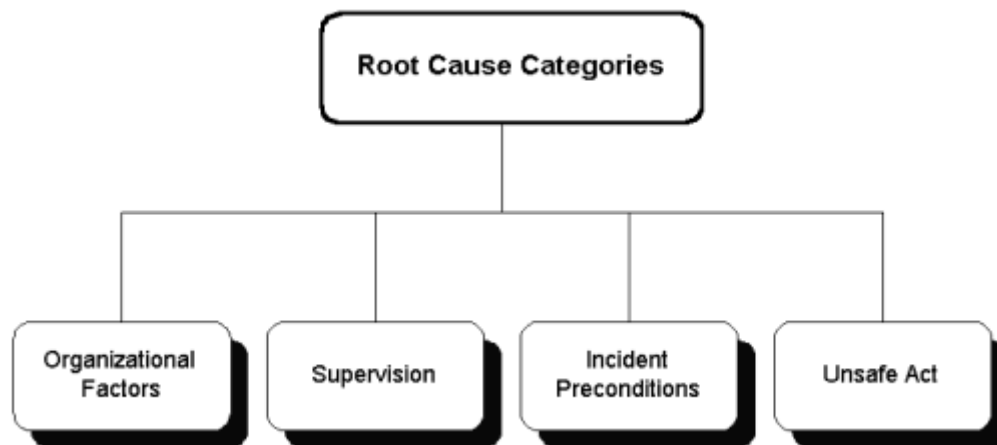 Root Cause Categories
Organizational
Factors
Supervision
Incident
Preconditions
Unsafe Act